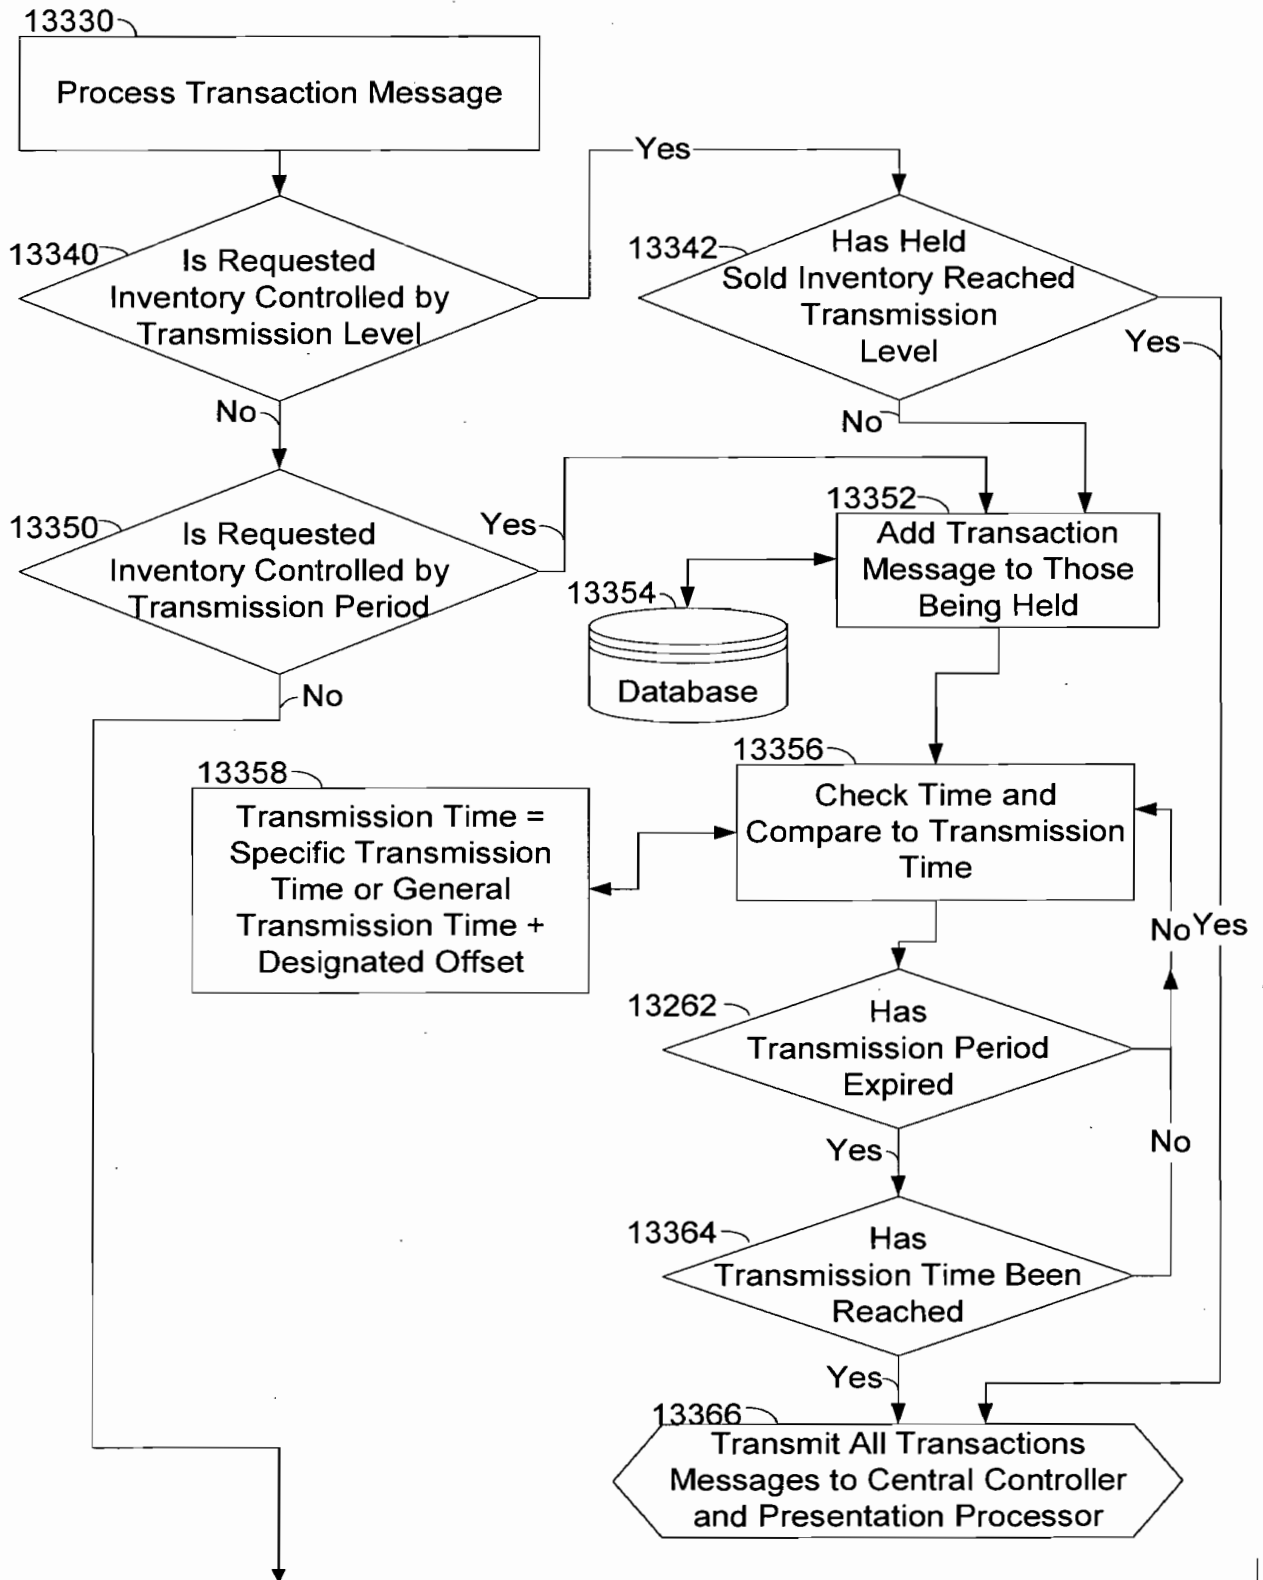 13330
Process Transaction Message
Yes
13340
Is Requested
Inventory Controlled by
Transmission Level
13342
Has Held
Sold Inventory Reached
Transmission
Level
Yes
No
No
13350
Is Requested
Inventory Controlled by
Transmission Period
Yes
13352
Add Transaction
Message to Those
Being Held
13354
Database
No
13356
Check Time and
Compare to Transmission
Time
13358
Transmission Time =
Specific Transmission
Time or General
Transmission Time +
Designated Offset
No
Yes
13262
Has
Transmission Period
Expired
Yes
No
13364
Has
Transmission Time Been
Reached
Yes
13366
Transmit All Transactions
Messages to Central Controller
and Presentation Processor